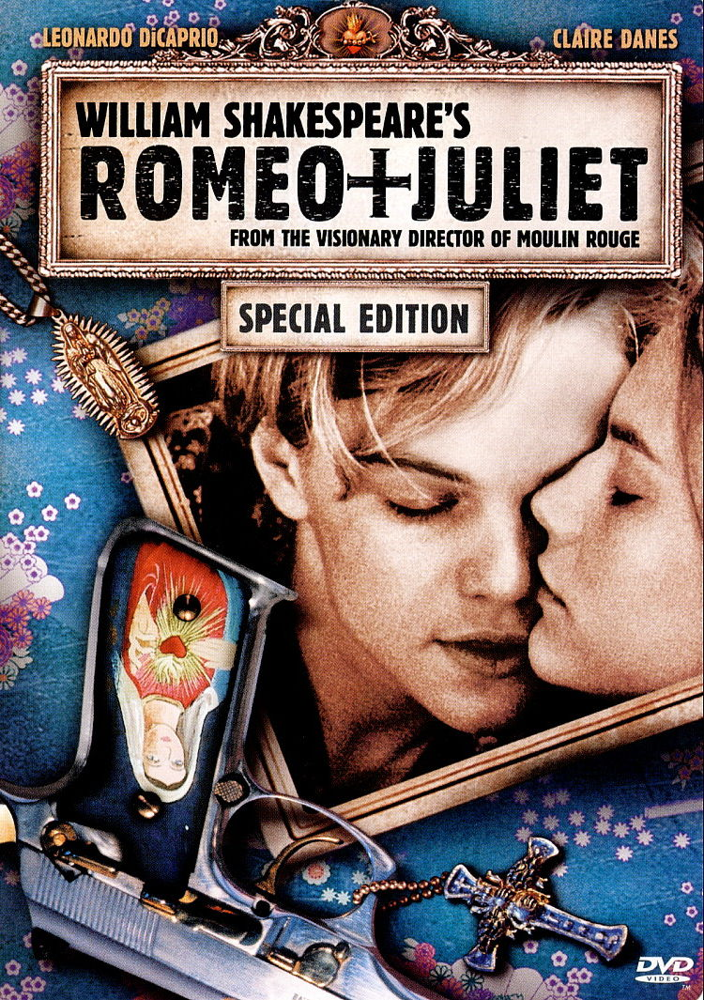 LEONARDO DiCAPRIO
CLAIRE DANES
WILLIAM SHAKESPEARE'S
ROMEO+JULIET
FROM THE VISIONARY DIRECTOR OF MOULIN ROUGE
SPECIAL EDITION
DVD
VIDEO
TM